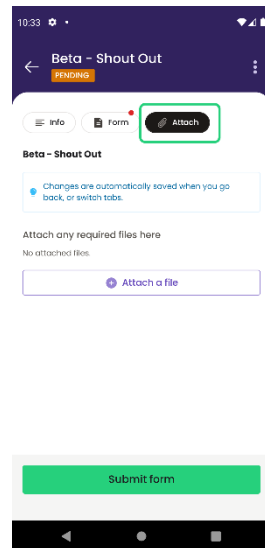 10:33
Beta - Shout Out
PENDING
Info Form Attach
Beta - Shout Out
Changes are automatically saved when you go
back, or switch tabs.
Attach any required files here
No attached files
Attach a file
Submit form